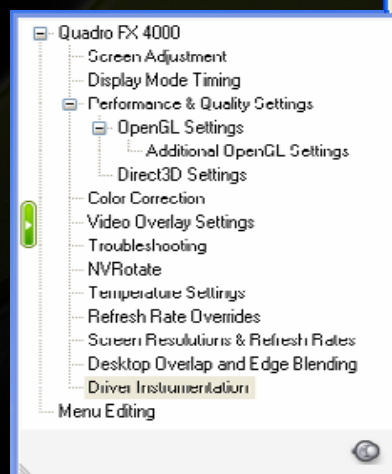 Quadro FX 4000
Screen Adjustment
Display Mode Timing
Performance & Quality Settings
OpenGL Settings
Additional OpenGL Settings
Direct3D Settings
Color Correction
Video Overlay Settings
Troubleshooting
NVRotate
Temperature Settings
Refresh Rate Overrides
Screen Resolutions & Refresh Rates
Desktop Overlap and Edge Blending
Driver Instrumentation
Menu Editing